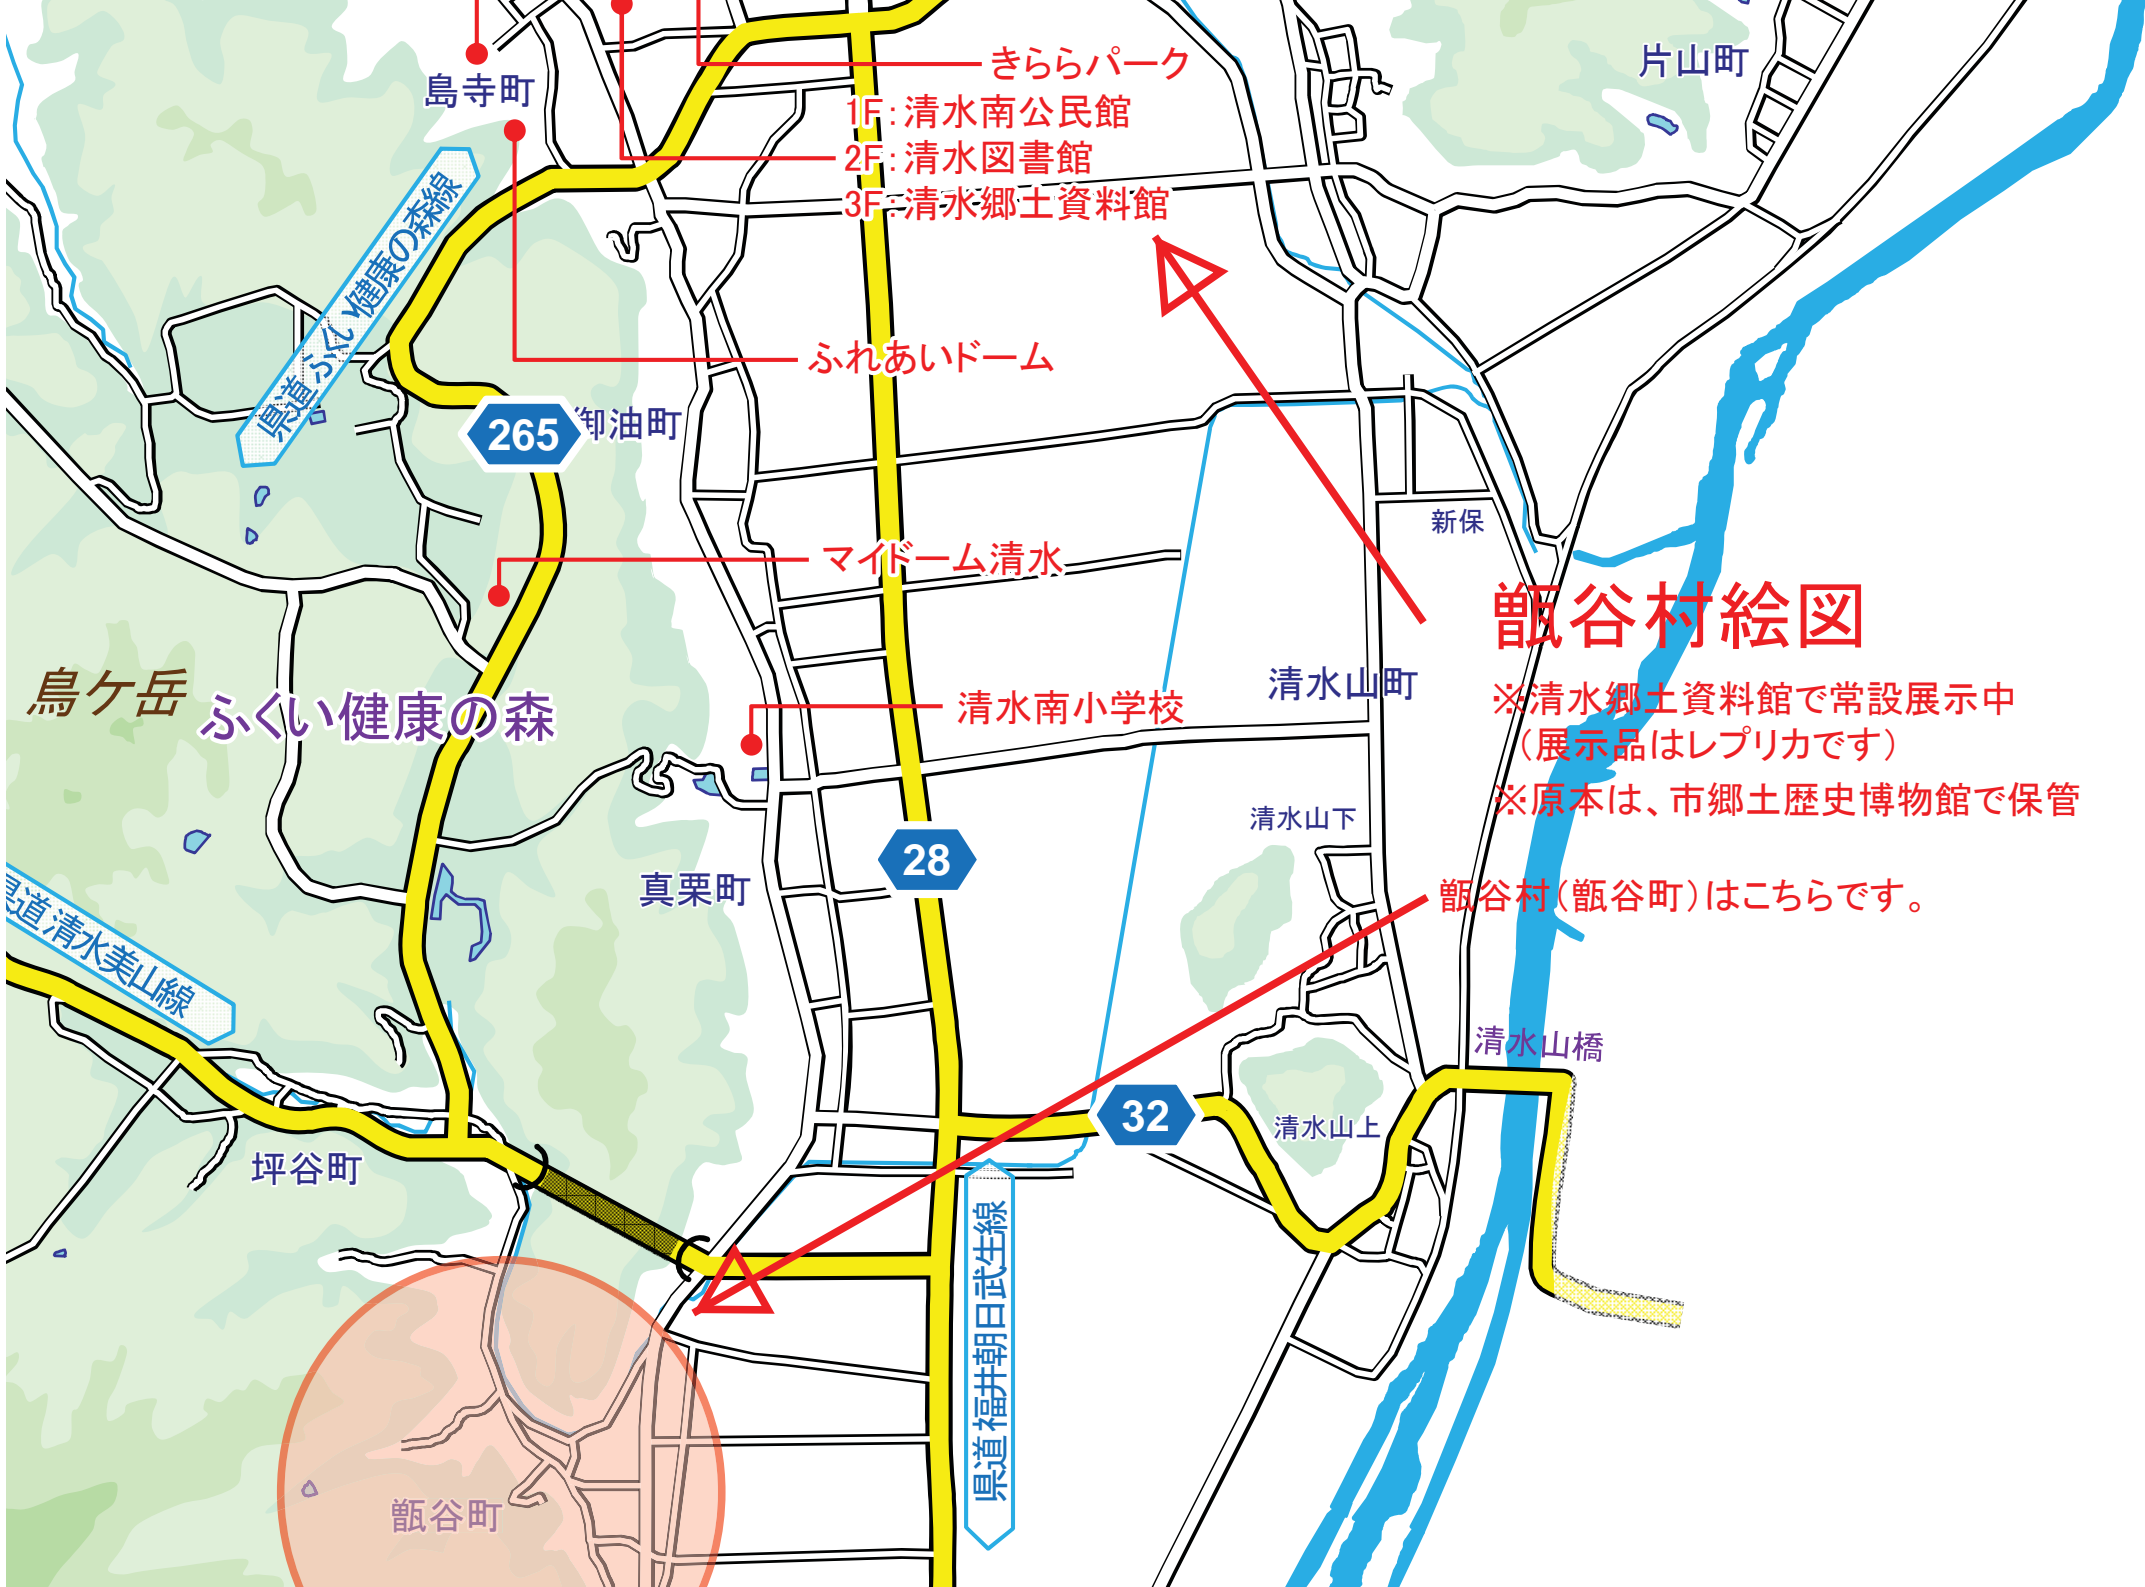 片山町
きららパーク
島寺町
1F：清水南公民館
2F：清水図書館
3F：清水郷土資料館
県道ふくい健康の森線
ふれあいドーム
265
御油町
新保
マイドーム清水
甑谷村絵図
※清水郷土資料館で常設展示中
（展示品はレプリカです）
※原本は、市郷土歴史博物館で保管
清水山町
鳥ケ岳
ふくい健康の森
清水南小学校
清水山下
28
真栗町
甑谷村（甑谷町）はこちらです。
県道清水美山線
清水山橋
32
清水山上
坪谷町
県道福井朝日武生線
甑谷町